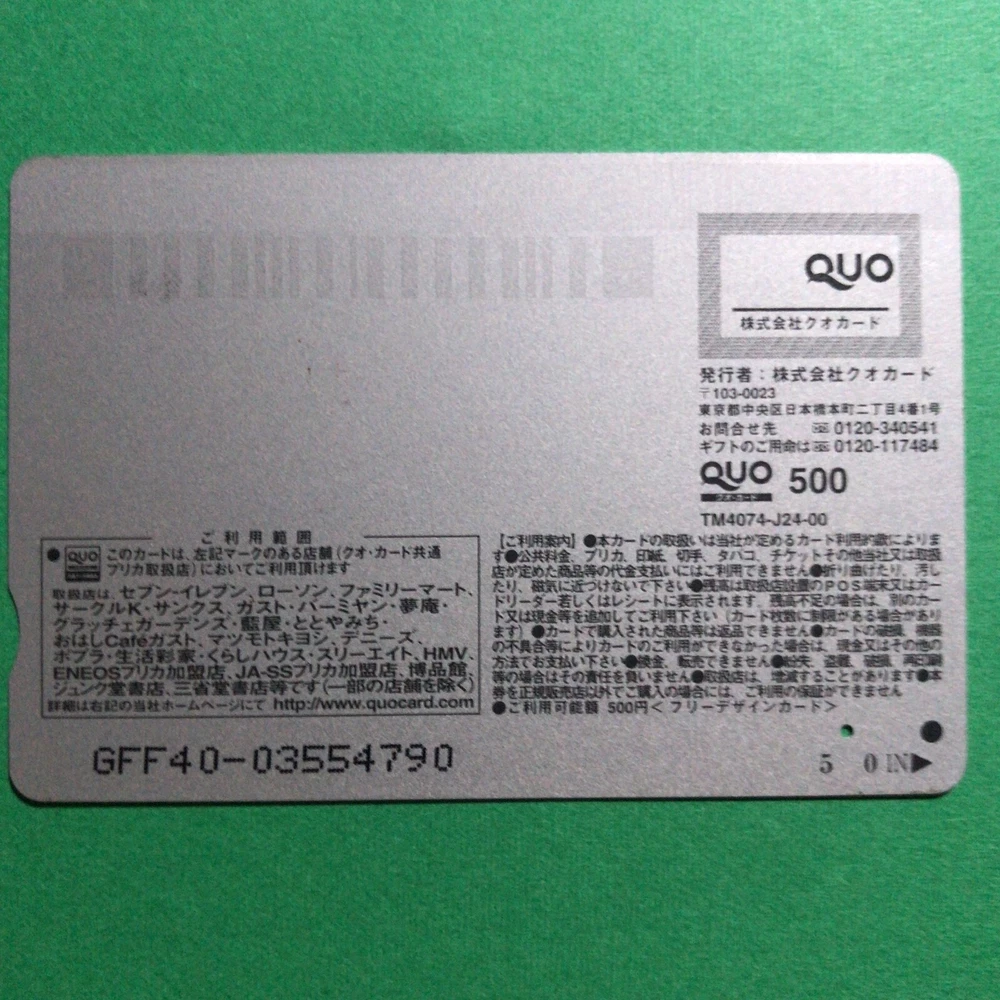 QUO
株式会社クオカード
発行者：株式会社クオカード
〒103-0023
東京都中央区日本橋本町二丁目4番1号
お問合せ先 0120-340541
ギフトのご用命は 0120-117484
QUO 500
クオ・カード
TM4074-J24-00
ご利用範囲
●QUO このカードは、左記マークのある店舗(クオ・カード共通
プリカ取扱店)においてご利用頂けます
取扱店は、セブン-イレブン、ローソン、ファミリーマート、
サークルK・サンクス、ガスト・バーミヤン・夢庵・
グラッチェガーデンズ・藍屋・ととやみち・
おはしCaféガスト、マツモトキヨシ、デニーズ、
ポプラ・生活彩家・くらしハウス・スリーエイト、HMV、
ENEOSプリカ加盟店、JA-SSプリカ加盟店、博品館、
ジュンク堂書店、三省堂書店等です(一部の店舗を除く)
詳細は右記の当社ホームページにて http://www.quocard.com
【ご利用案内】●本カードの取扱いは当社が定めるカード利用約款によりま
す●公共料金、プリカ、印紙、切手、タバコ、チケットその他当社又は取扱
店が定めた商品等の代金支払いにはご利用できません●折り曲げたり、汚し
たり、磁気に近づけないで下さい●残高は取扱店設置のPOS端末又はカー
ドリーダー若しくはレシートに表示されます。残高不足の場合は、別のカー
ド又は現金等を追加してご利用下さい(カード枚数に制限がある場合があり
ます)●カードで購入された商品等は返品できません●カードの破損、機器
の不具合等によりカードのご利用ができなかった場合は、現金又はその他の
方法でお支払い下さい●換金、転売できません●紛失、盗難、破損、再印刷
等の場合はその責任を負いません●取扱店は、増減することがあります●本
券を正規販売店以外でご購入の場合には、ご利用の保証ができません
●ご利用可能額 500円＜フリーデザインカード＞
GFF40-03554790
5 0 IN▶